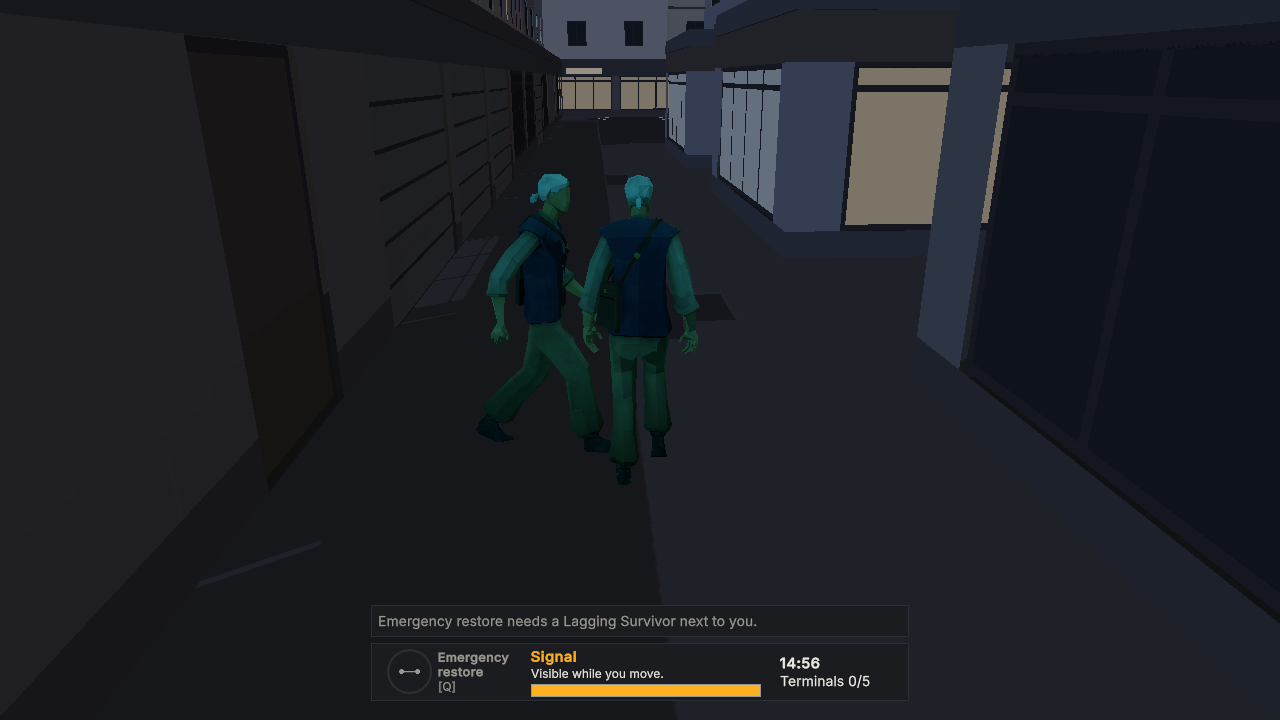 Emergency restore needs a Lagging Survivor next to you.
Emergency
restore
[Q]
Signal
Visible while you move.
14:56
Terminals 0/5